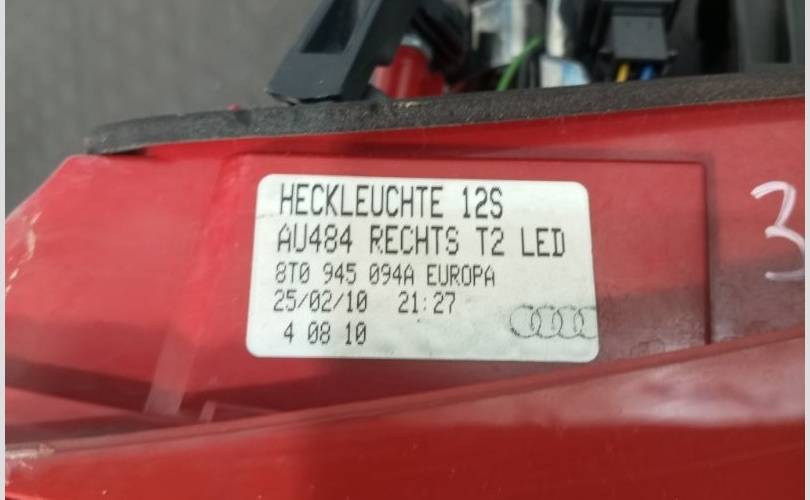 HECKLEUCHTE 12S
AU484 RECHTS T2 LED
8T0 945 094A EUROPA
25/02/10 21:27
4 08 10
3